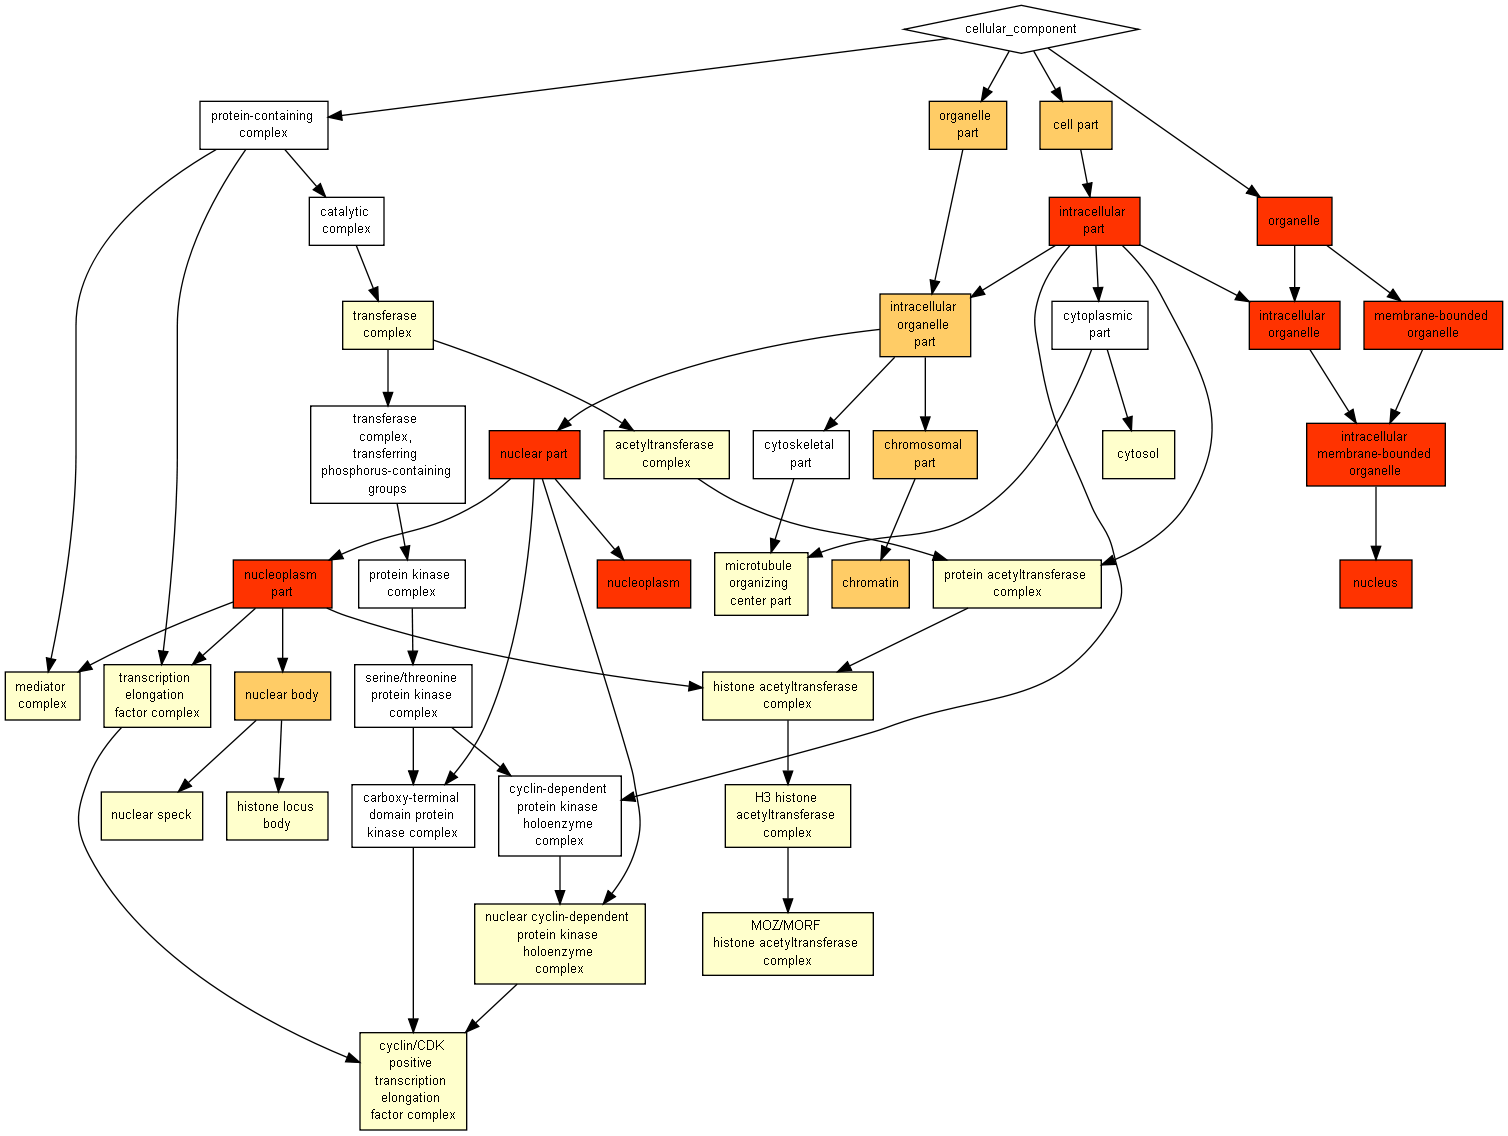 cellular_component
protein-containing
complex
organelle
part
cell part
catalytic
complex
intracellular
part
organelle
transferase
complex
intracellular
organelle
part
cytoplasmic
part
intracellular
organelle
membrane-bounded
organelle
transferase
complex,
transferring
phosphorus-containing
groups
nuclear part
acetyltransferase
complex
cytoskeletal
part
chromosomal
part
cytosol
intracellular
membrane-bounded
organelle
nucleoplasm
part
protein kinase
complex
nucleoplasm
microtubule
organizing
center part
chromatin
protein acetyltransferase
complex
nucleus
mediator
complex
transcription
elongation
factor complex
nuclear body
serine/threonine
protein kinase
complex
histone acetyltransferase
complex
nuclear speck
histone locus
body
carboxy-terminal
domain protein
kinase complex
cyclin-dependent
protein kinase
holoenzyme
complex
H3 histone
acetyltransferase
complex
nuclear cyclin-dependent
protein kinase
holoenzyme
complex
MOZ/MORF
histone acetyltransferase
complex
cyclin/CDK
positive
transcription
elongation
factor complex